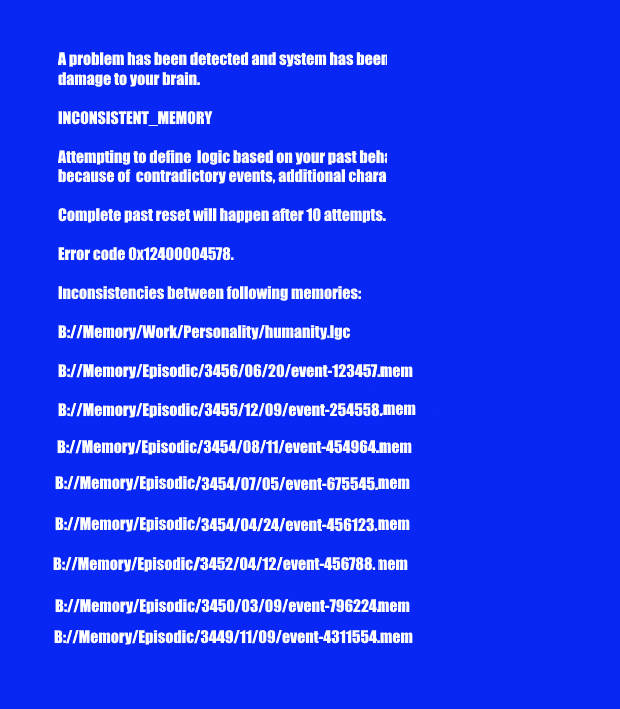 A problem has been detected and system has been
damage to your brain.
INCONSISTENT_MEMORY
Attempting to define logic based on your past
because of contradictory events, additional
Complete past reset will happen after 10 attempts.
Error code 0x12400004578.
Inconsistencies between following memories:
B://Memory/Work/Personality/humanity.lgc
B://Memory/Episodic/3456/06/20/event-123457.mem
B://Memory/Episodic/3455/12/09/event-254558.mem
B://Memory/Episodic/3454/08/11/event-454964.mem
B://Memory/Episodic/3454/07/05/event-675545.mem
B://Memory/Episodic/3454/04/24/event-456123.mem
B://Memory/Episodic/3452/04/12/event-456788. mem
B://Memory/Episodic/3450/03/09/event-796224.mem
B://Memory/Episodic/3449/11/09/event-4311554.mem